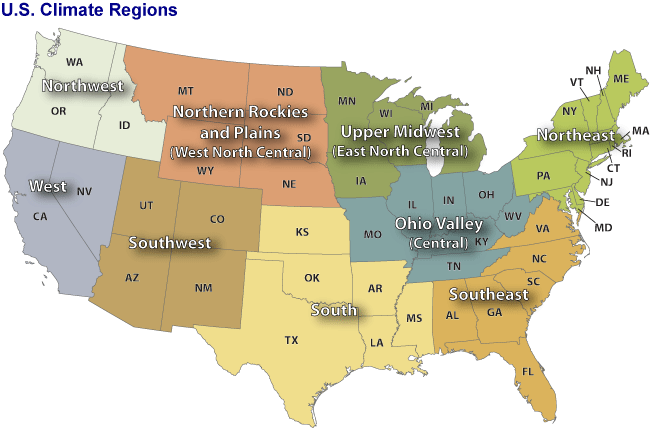 U.S. Climate Regions
WA
Northwest
OR
ID
MT
ND
Northern Rockies
and Plains
SD
(West North Central)
WY
NE
MN
WI
MI
Upper Midwest
(East North Central)
IA
VT
NH
ME
NY
Northeast
MA
RI
CT
PA
NJ
DE
MD
West
NV
CA
UT
CO
Southwest
AZ
NM
IL
IN
OH
WV
Ohio Valley
(Central)
MO
KY
TN
KS
OK
AR
South
TX
LA
MS
VA
NC
SC
Southeast
AL
GA
FL